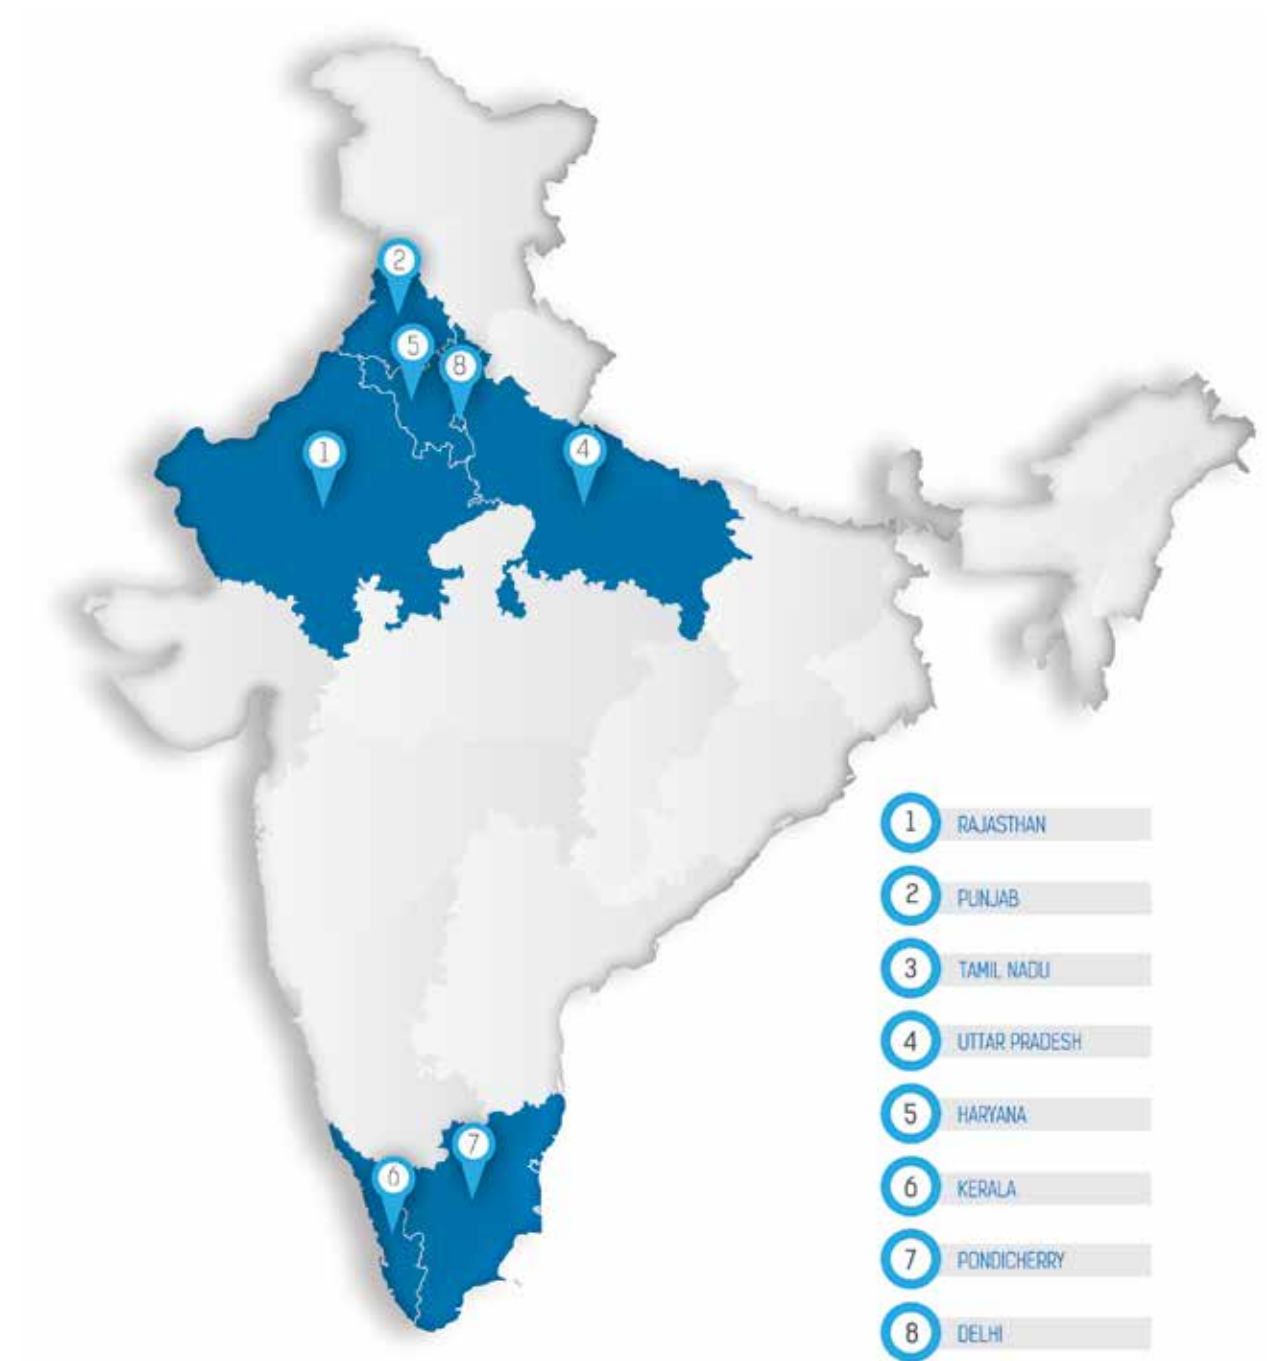 2
5
8
1
4
7
6
1 RAJASTHAN
2 PUNJAB
3 TAMIL NADU
4 UTTAR PRADESH
5 HARYANA
6 KERALA
7 PONDICHERRY
8 DELHI